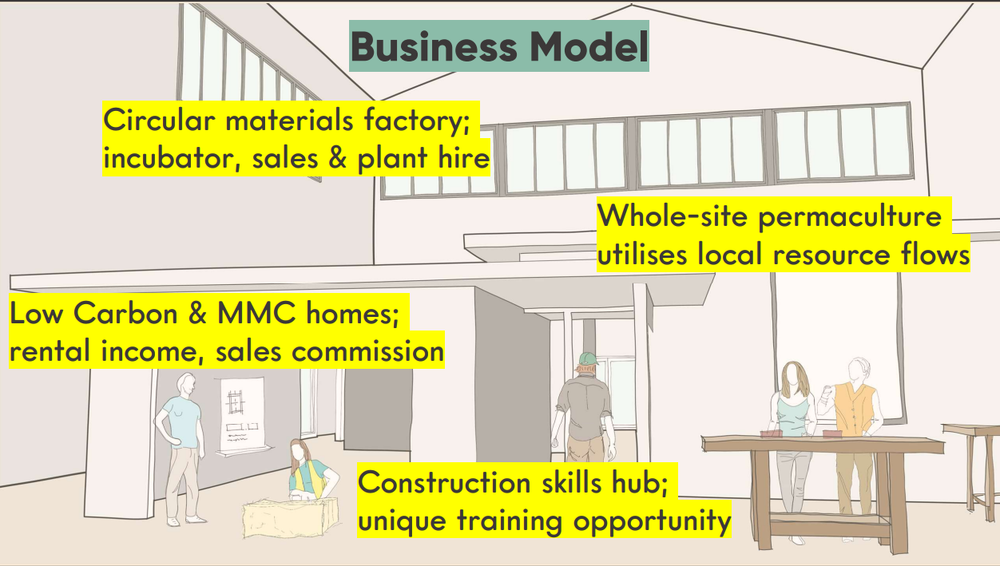 Business Model
Circular materials factory;
incubator, sales & plant hire
Whole-site permaculture
utilises local resource flows
Low Carbon & MMC homes;
rental income, sales commission
Construction skills hub;
unique training opportunity